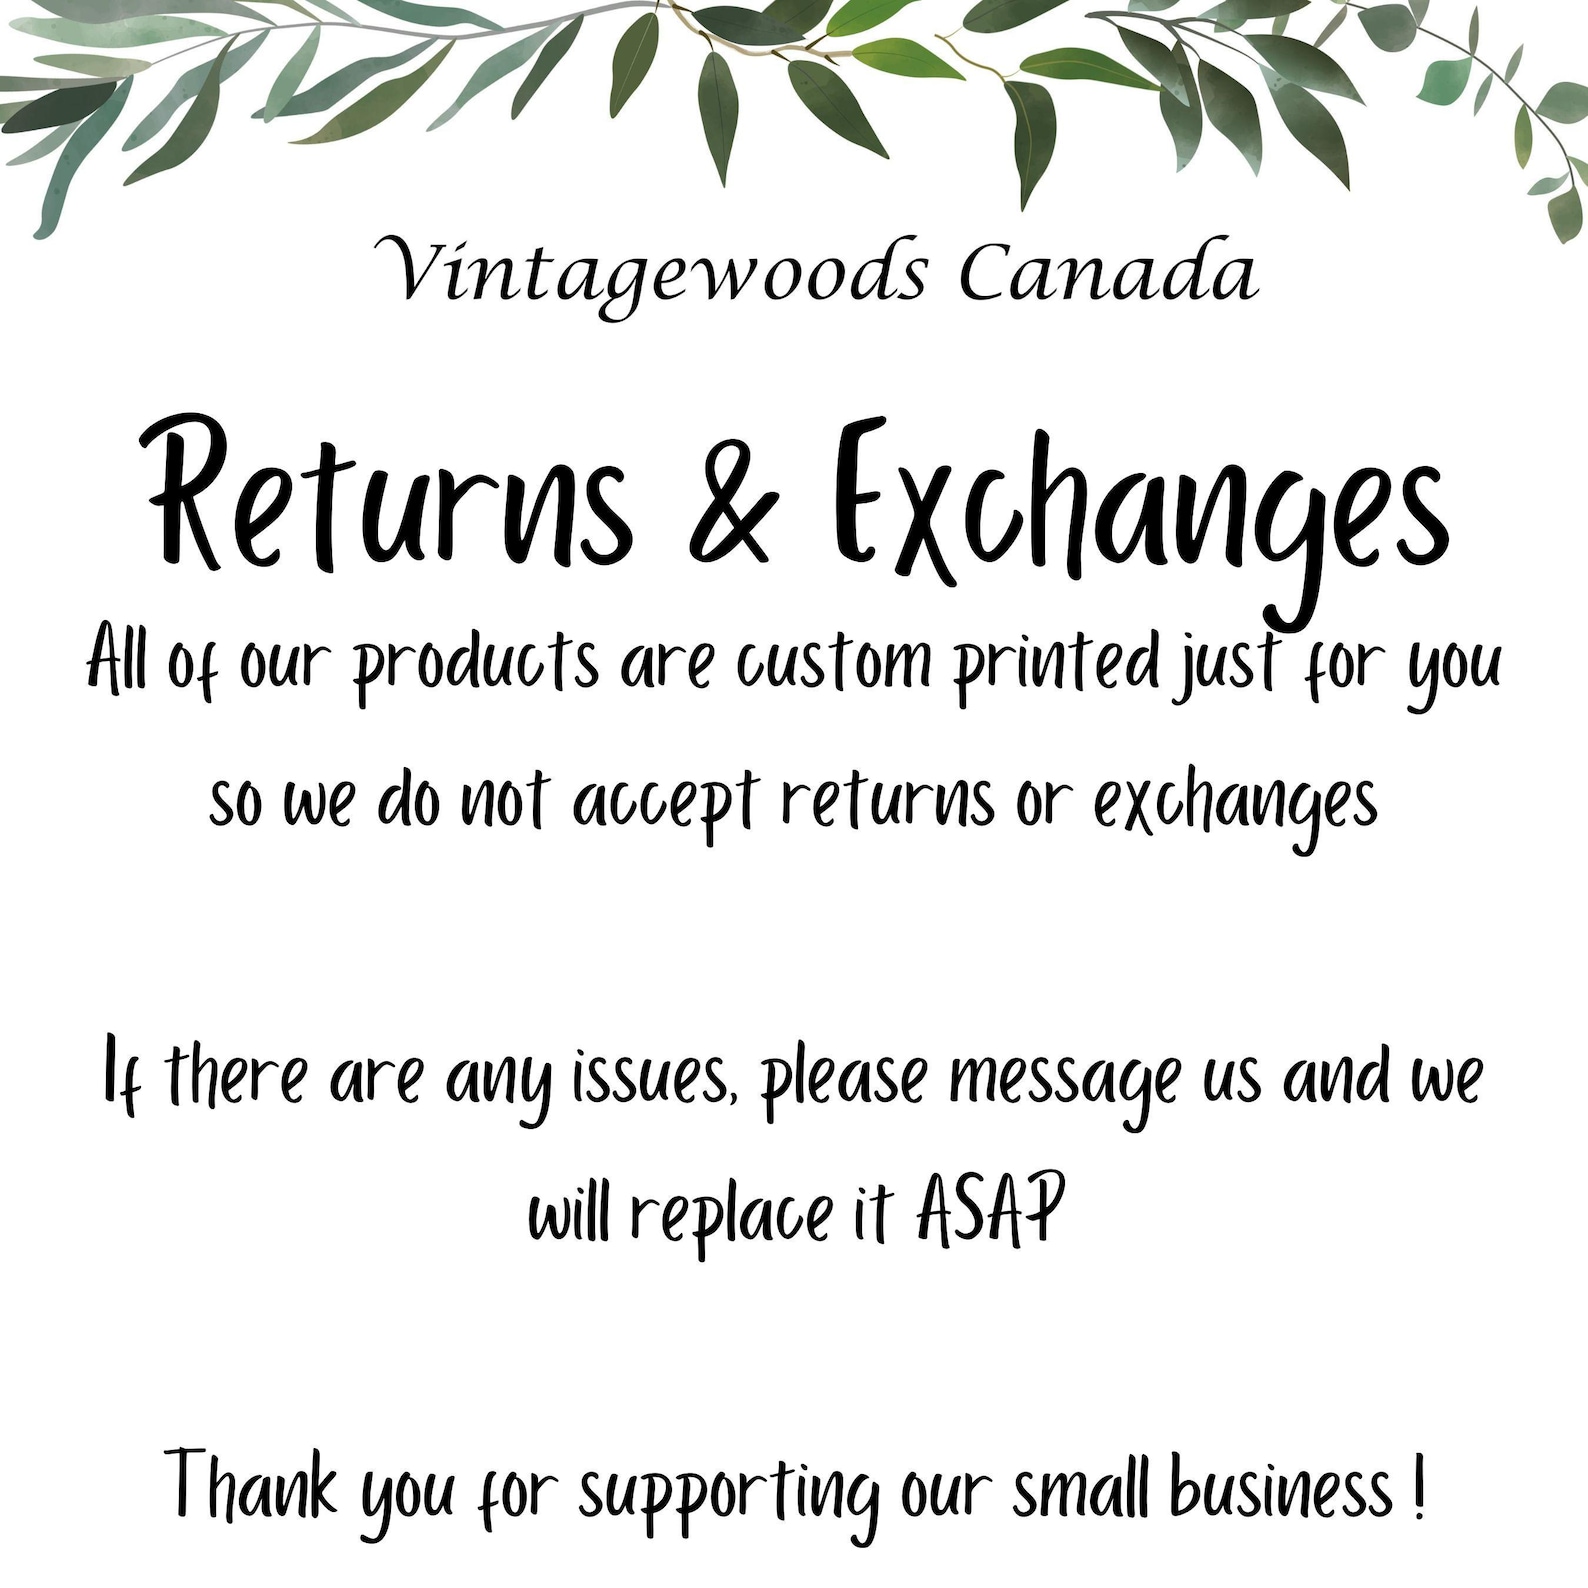 Vintagewoods Canada
Returns & Exchanges
All of our products are custom printed just for you
so we do not accept returns or exchanges
If there are any issues, please message us and we
will replace it ASAP
Thank you for supporting our small business !